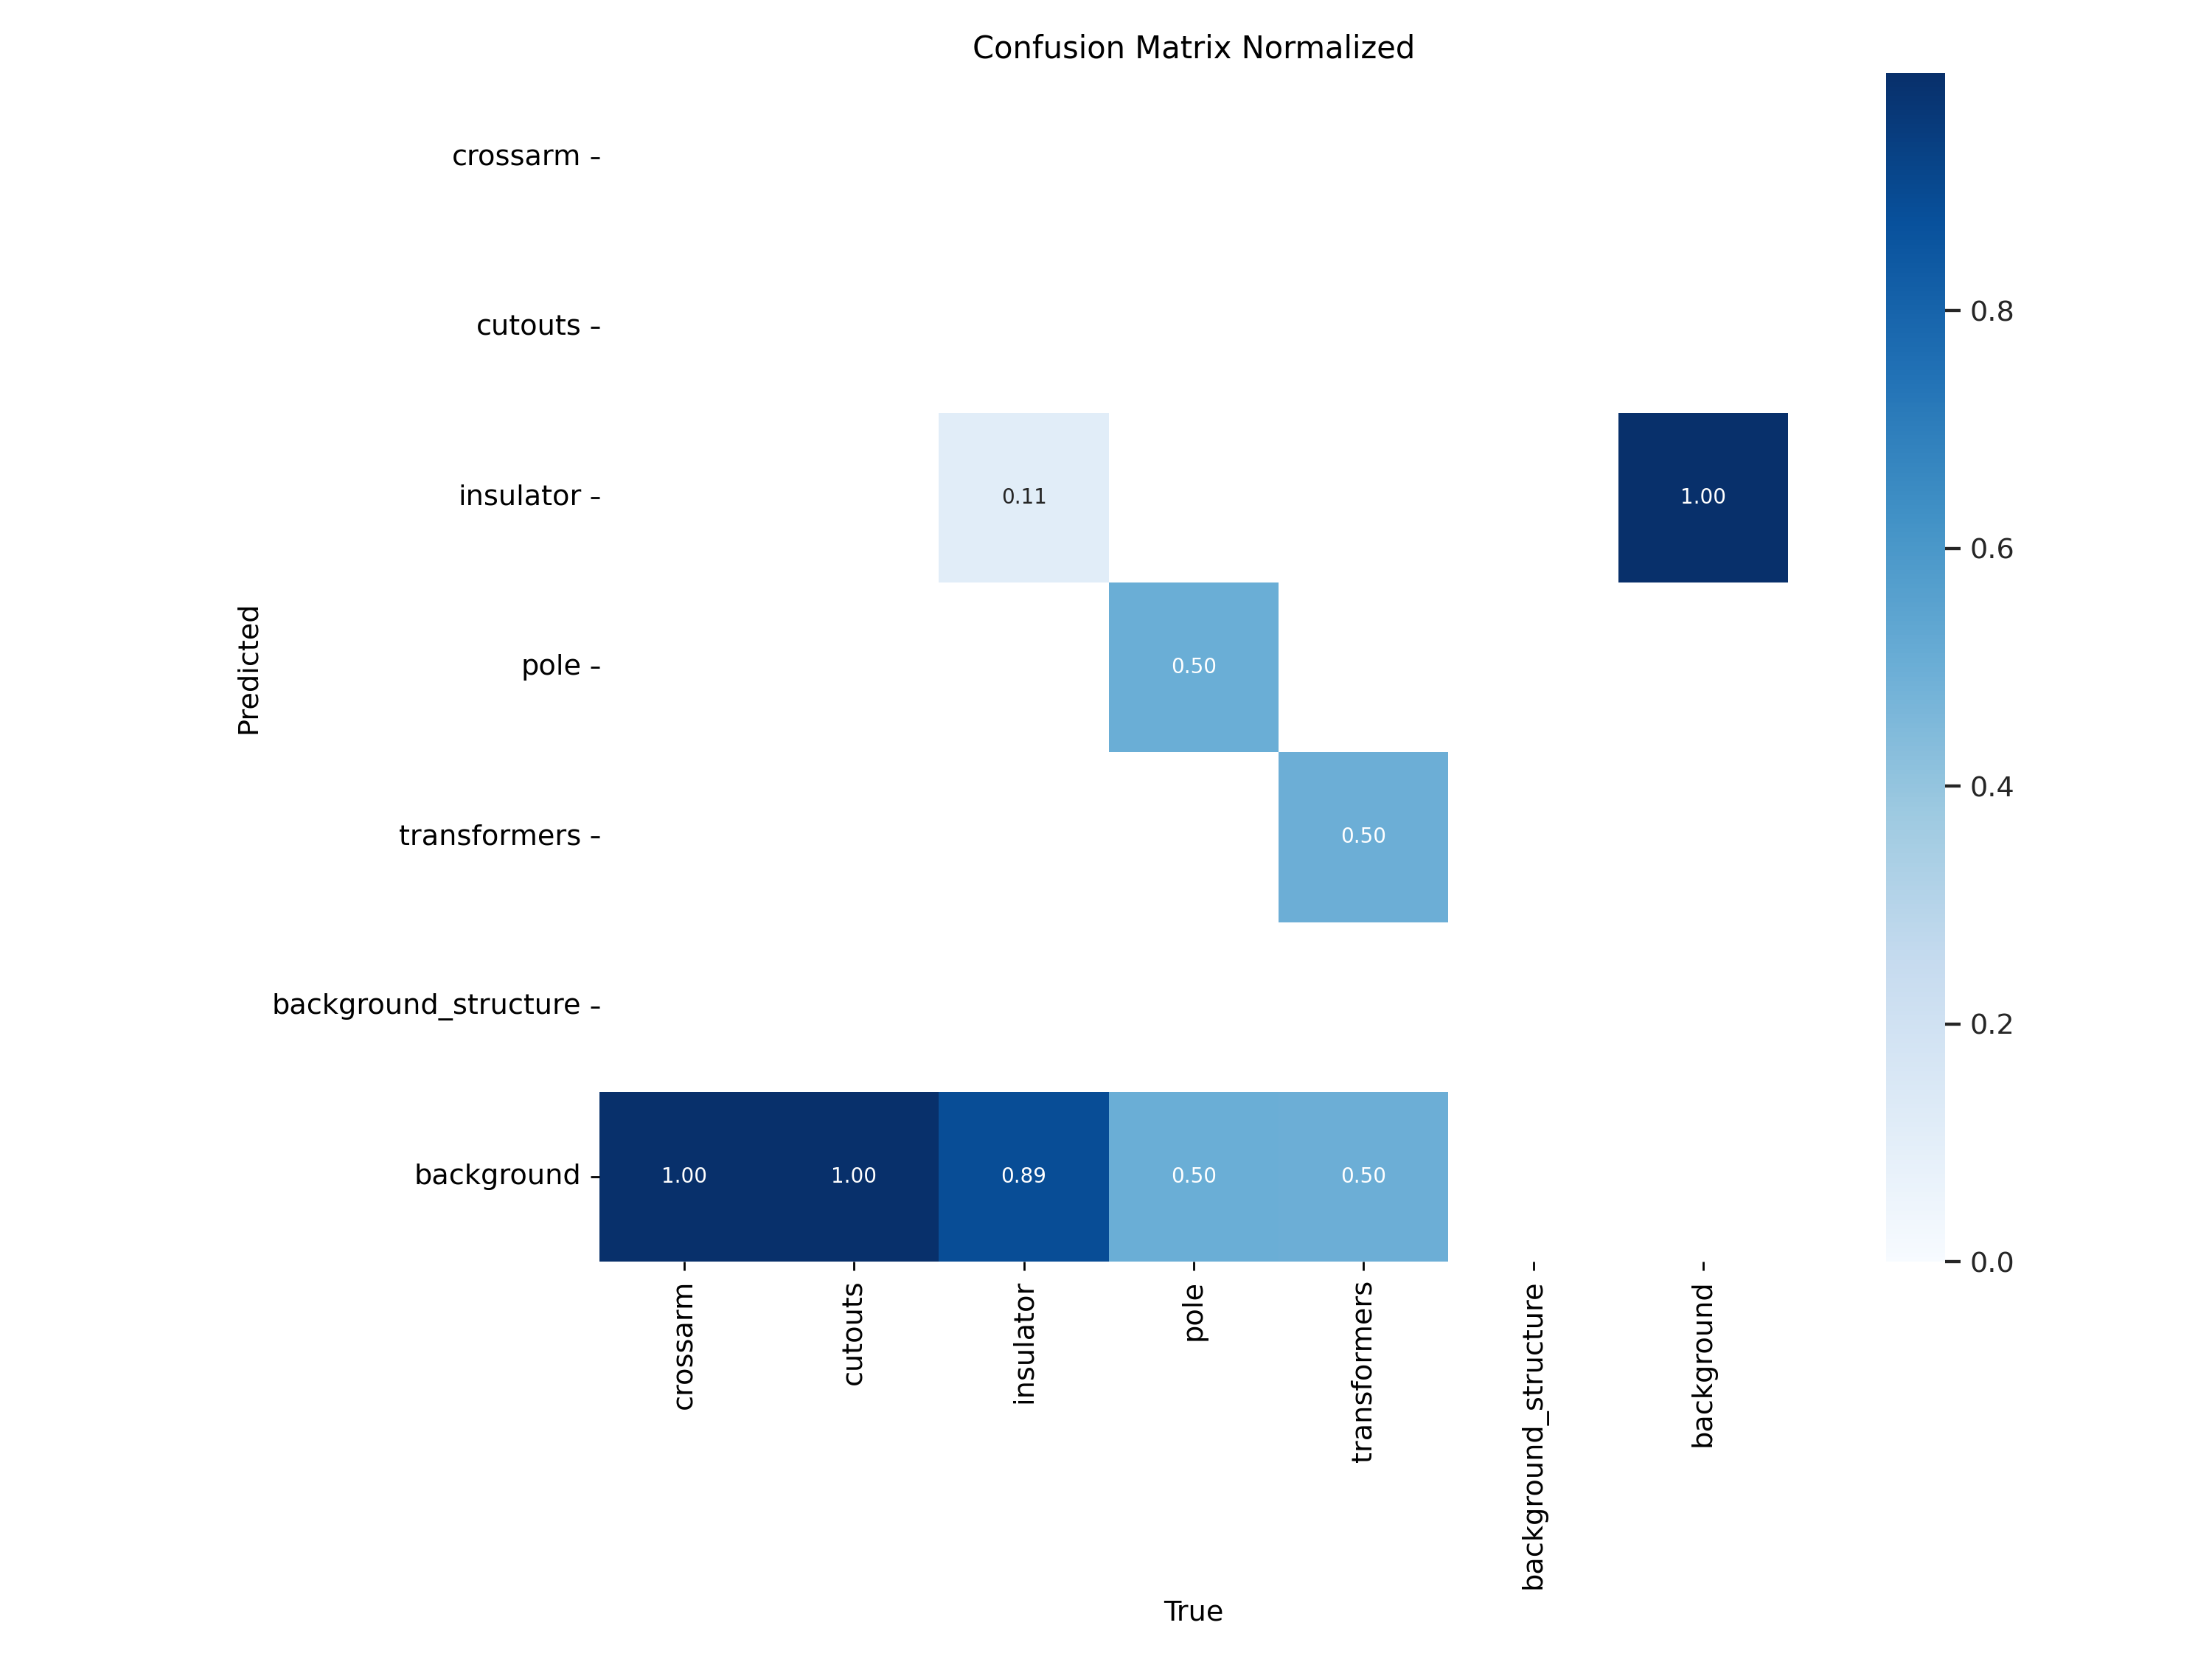 Confusion Matrix Normalized
crossarm
cutouts
insulator
pole
transformers
background_structure
background
Predicted
0.11
1.00
0.50
0.50
1.00
1.00
0.89
0.50
0.50
crossarm
cutouts
insulator
pole
transformers
background_structure
background
True
0.8
0.6
0.4
0.2
0.0